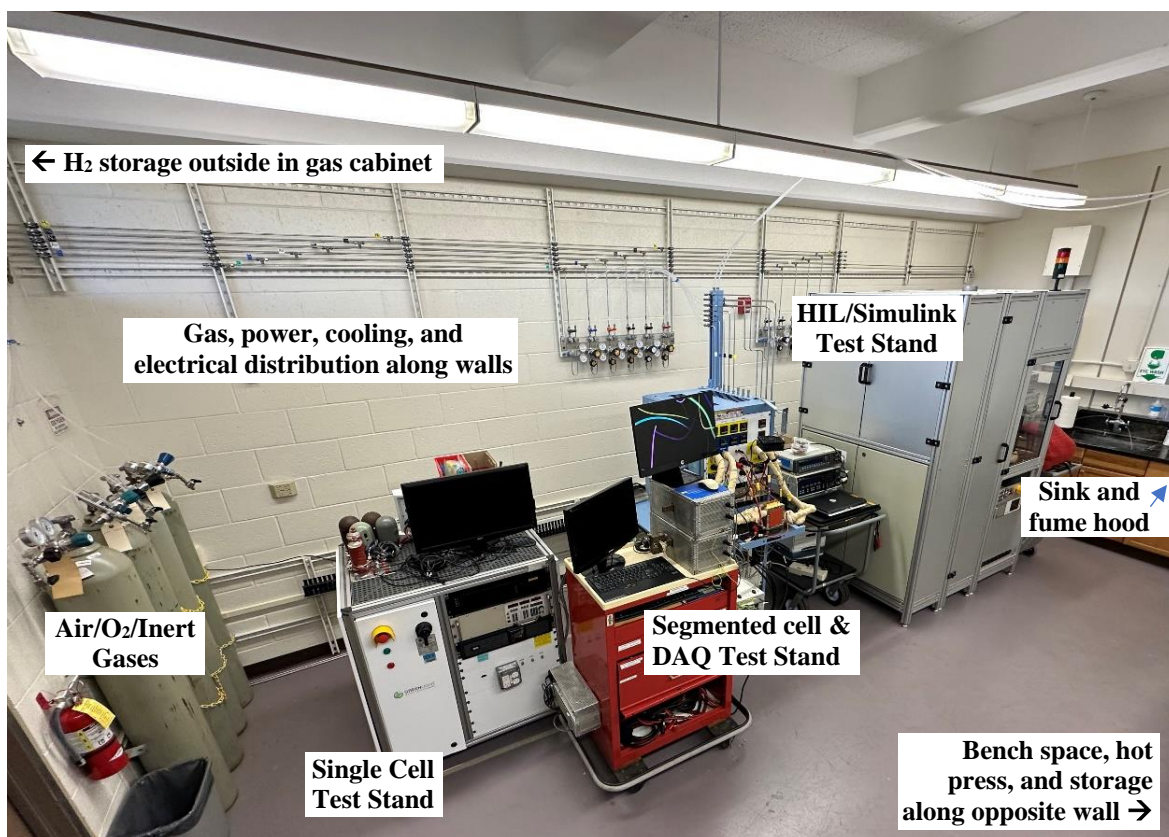 ← H₂ storage outside in gas cabinet
Gas, power, cooling, and
electrical distribution along walls
HIL/Simulink
Test Stand
Sink and
fume hood
Air/O₂/Inert
Gases
Segmented cell &
DAQ Test Stand
Single Cell
Test Stand
Bench space, hot
press, and storage
along opposite wall →